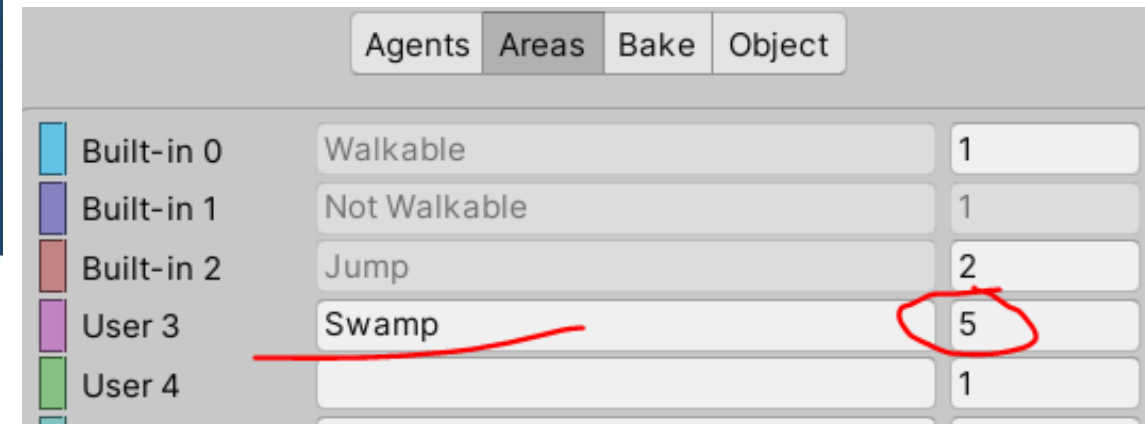 Agents Areas Bake Object
Built-in 0 Walkable 1
Built-in 1 Not Walkable 1
Built-in 2 Jump 2
User 3 Swamp 5
User 4 1